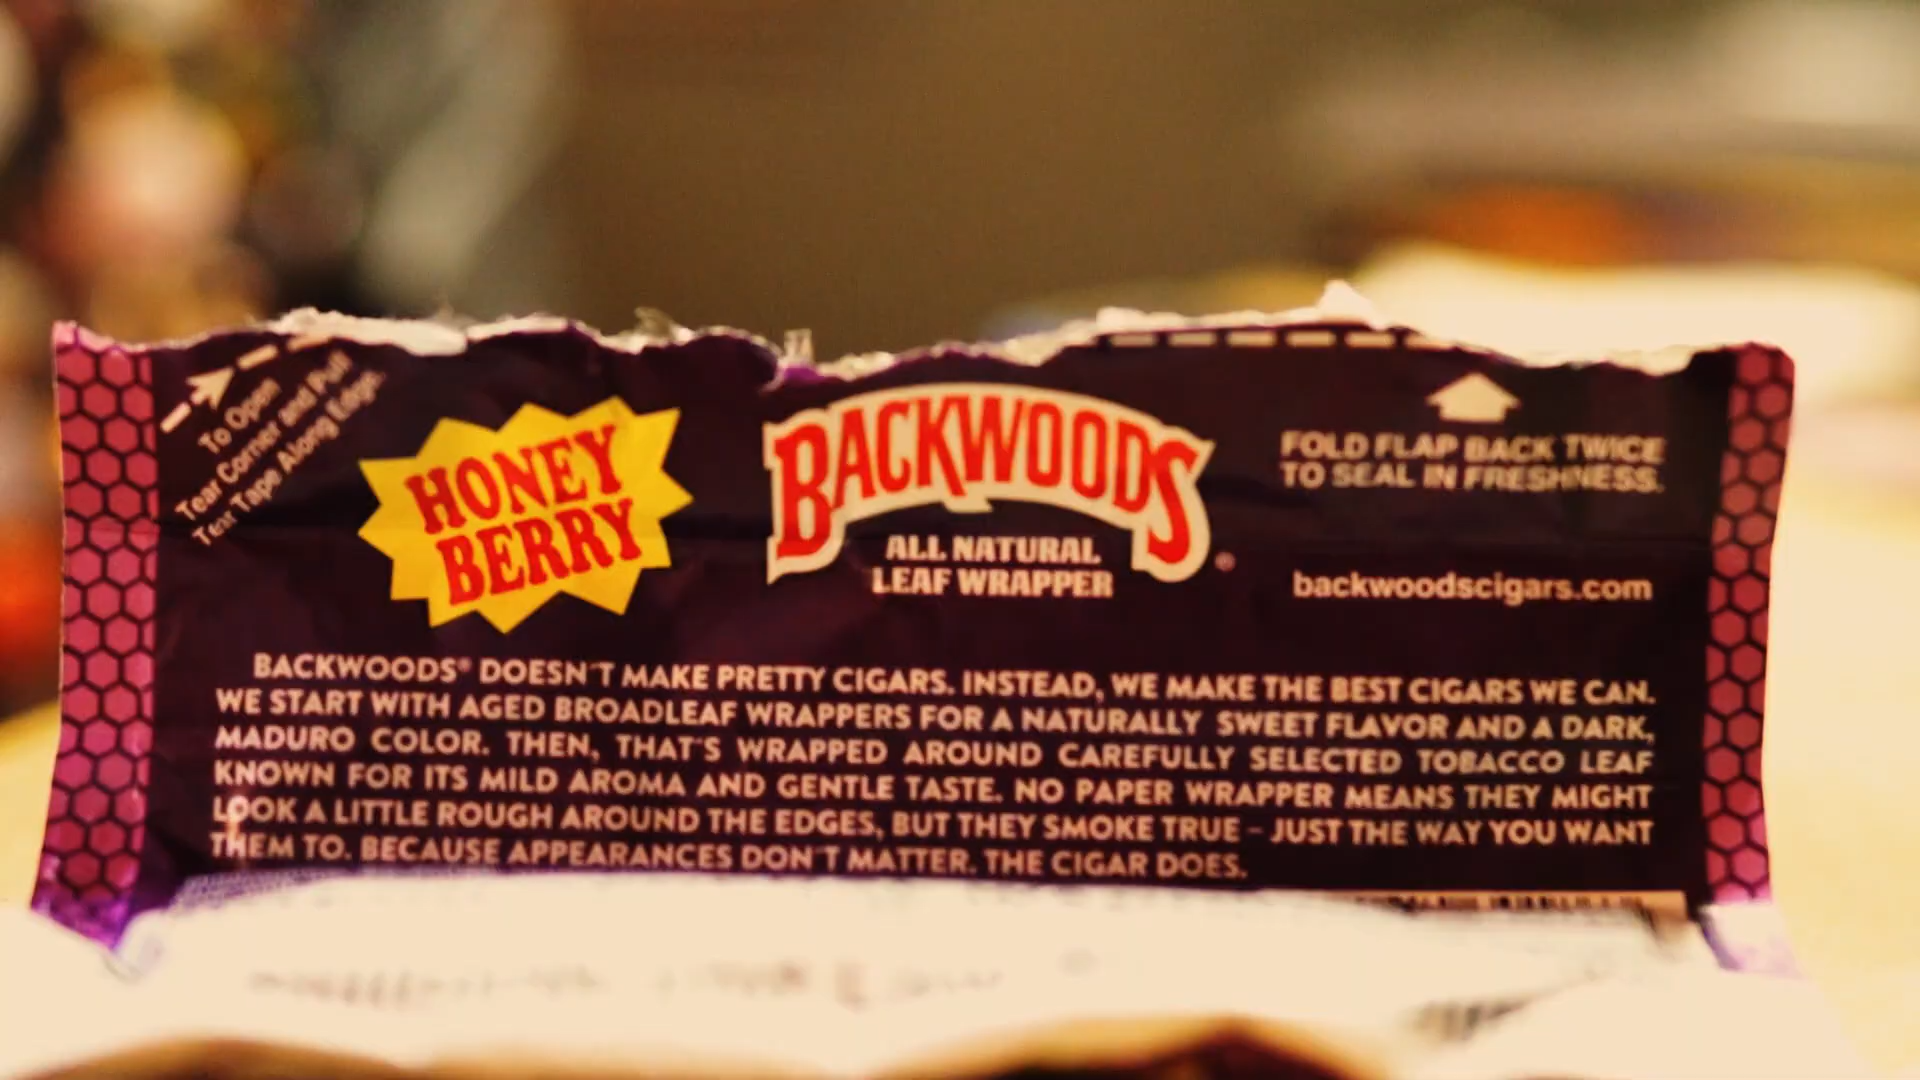 To Open
Tear Corner and Pull
Tear Tape Along Edge.
HONEY
BERRY
BACKWOODS
®
ALL NATURAL
LEAF WRAPPER
FOLD FLAP BACK TWICE
TO SEAL IN FRESHNESS.
backwoodscigars.com
BACKWOODS® DOESN'T MAKE PRETTY CIGARS. INSTEAD, WE MAKE THE BEST CIGARS WE CAN.
WE START WITH AGED BROADLEAF WRAPPERS FOR A NATURALLY SWEET FLAVOR AND A DARK,
MADURO COLOR. THEN, THAT'S WRAPPED AROUND CAREFULLY SELECTED TOBACCO LEAF
KNOWN FOR ITS MILD AROMA AND GENTLE TASTE. NO PAPER WRAPPER MEANS THEY MIGHT
LOOK A LITTLE ROUGH AROUND THE EDGES, BUT THEY SMOKE TRUE – JUST THE WAY YOU WANT
THEM TO. BECAUSE APPEARANCES DON'T MATTER. THE CIGAR DOES.